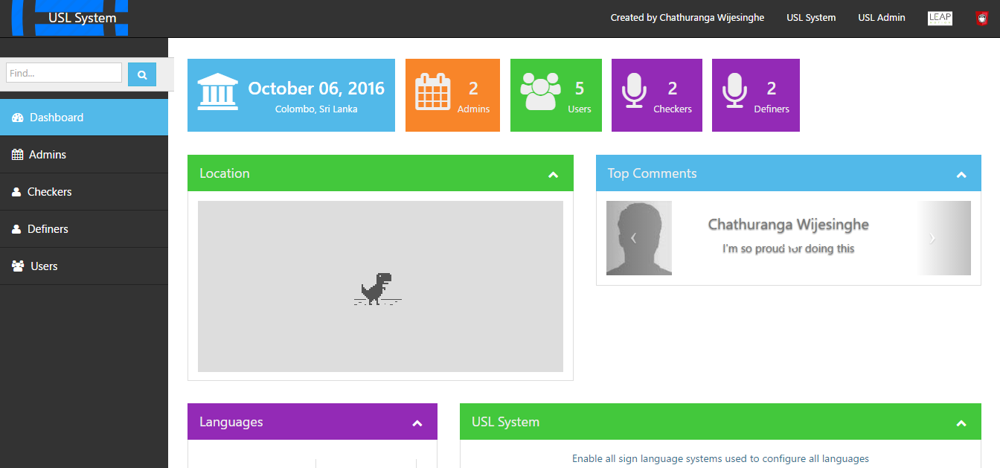 USL System
Created by Chathuranga Wijesinghe
USL System
USL Admin
LEAP
Find...
Dashboard
Admins
Checkers
Definers
Users
October 06, 2016
Colombo, Sri Lanka
2
Admins
5
Users
2
Checkers
2
Definers
Location
Top Comments
Chathuranga Wijesinghe
I'm so proud for doing this
Languages
USL System
Enable all sign language systems used to configure all languages